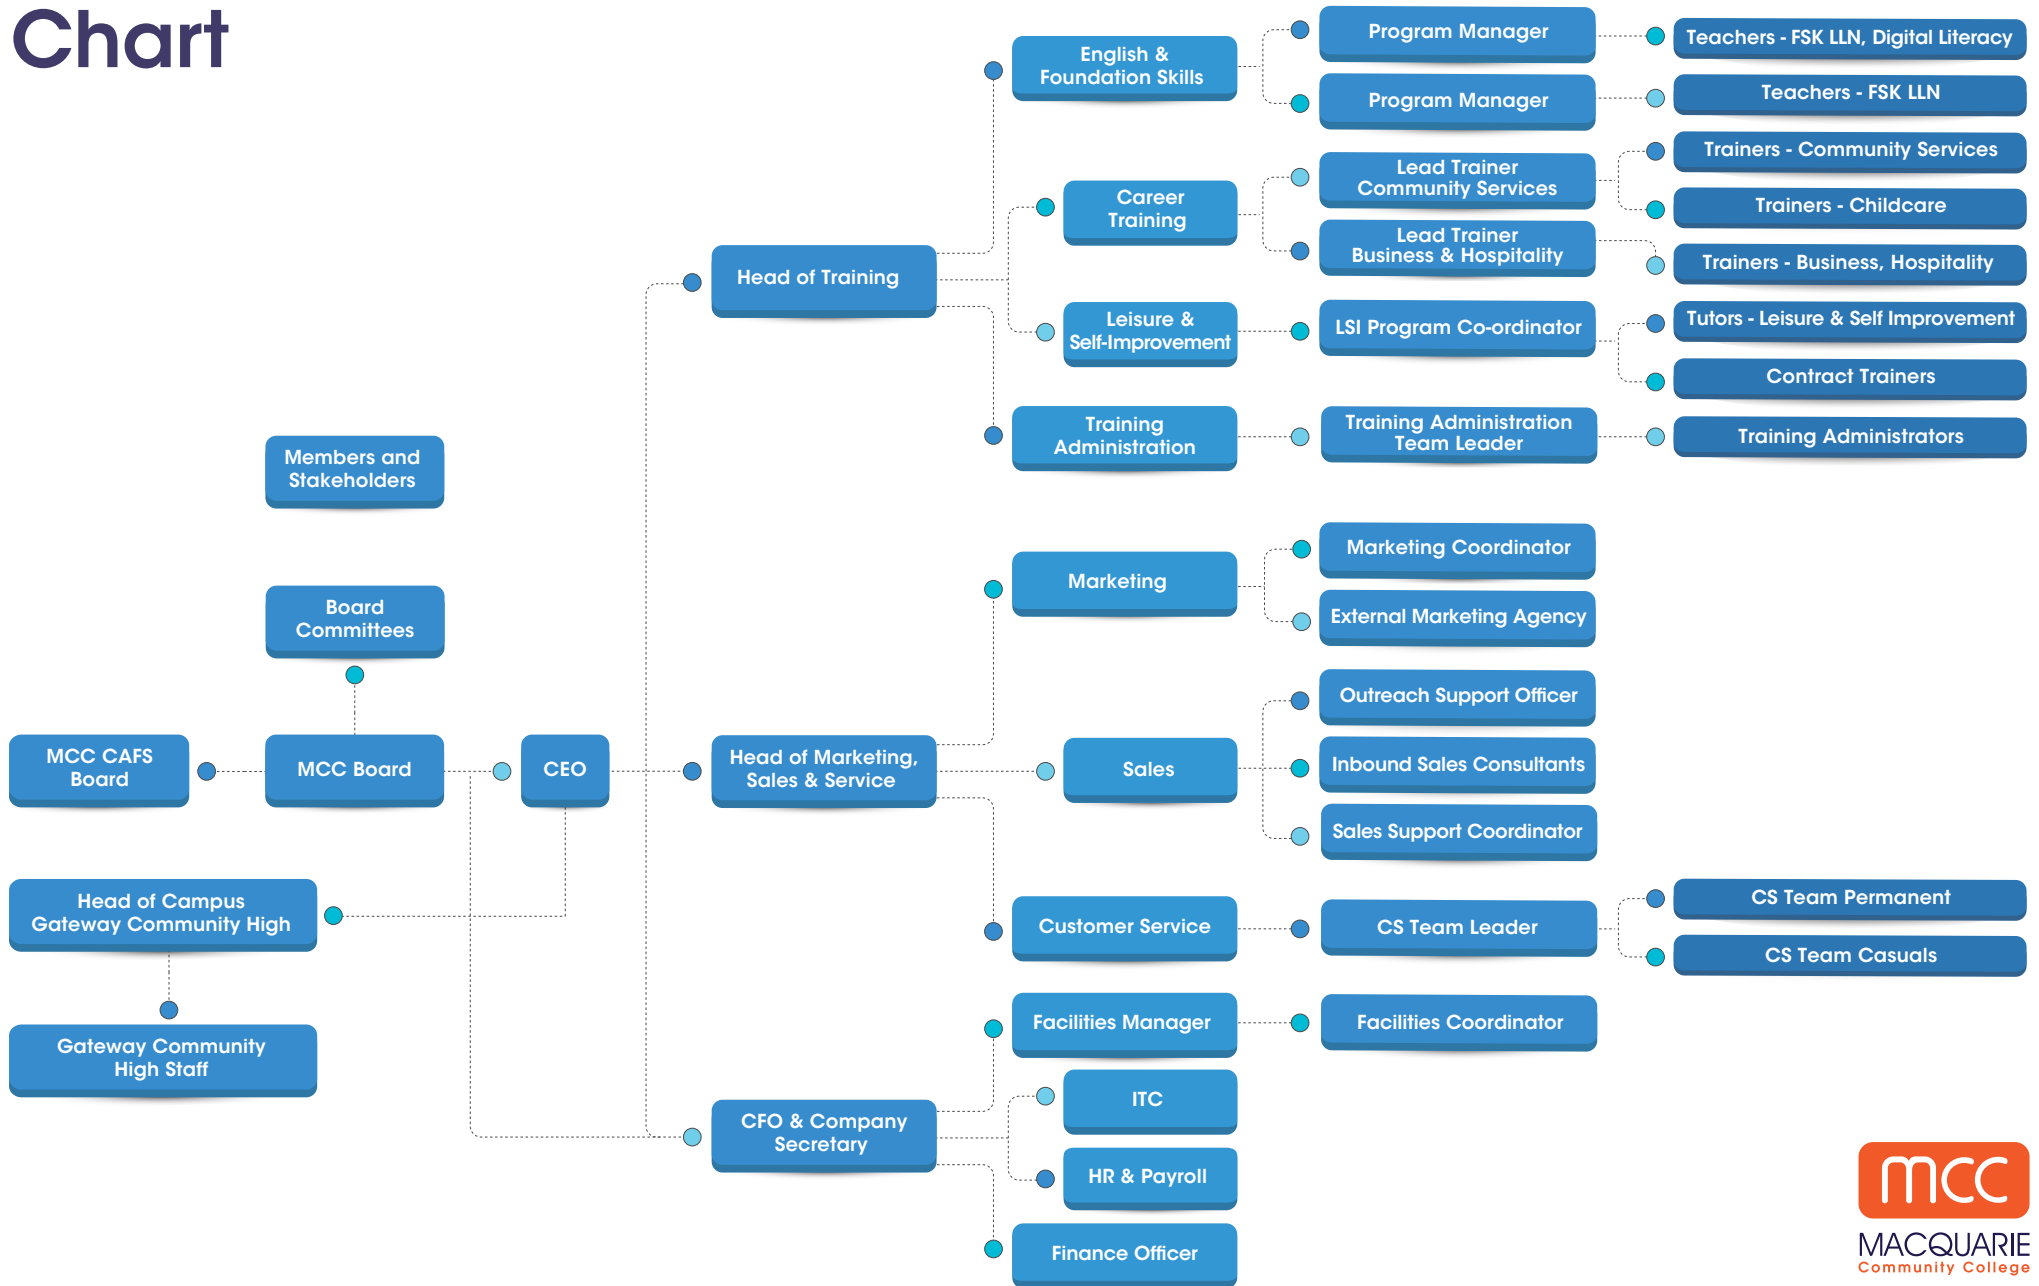 Chart
English &
Foundation Skills
Program Manager
Teachers - FSK LLN, Digital Literacy
Program Manager
Teachers - FSK LLN
Career
Training
Lead Trainer
Community Services
Trainers - Community Services
Trainers - Childcare
Lead Trainer
Business & Hospitality
Trainers - Business, Hospitality
Head of Training
Leisure &
Self-Improvement
LSI Program Co-ordinator
Tutors - Leisure & Self Improvement
Contract Trainers
Training
Administration
Training Administration
Team Leader
Training Administrators
Members and
Stakeholders
Board
Committees
MCC CAFS
Board
MCC Board
CEO
Head of Marketing,
Sales & Service
Marketing
Marketing Coordinator
External Marketing Agency
Sales
Outreach Support Officer
Inbound Sales Consultants
Sales Support Coordinator
Customer Service
CS Team Leader
CS Team Permanent
CS Team Casuals
Head of Campus
Gateway Community High
Gateway Community
High Staff
CFO & Company
Secretary
Facilities Manager
Facilities Coordinator
ITC
HR & Payroll
Finance Officer
mcc
MACQUARIE
Community College